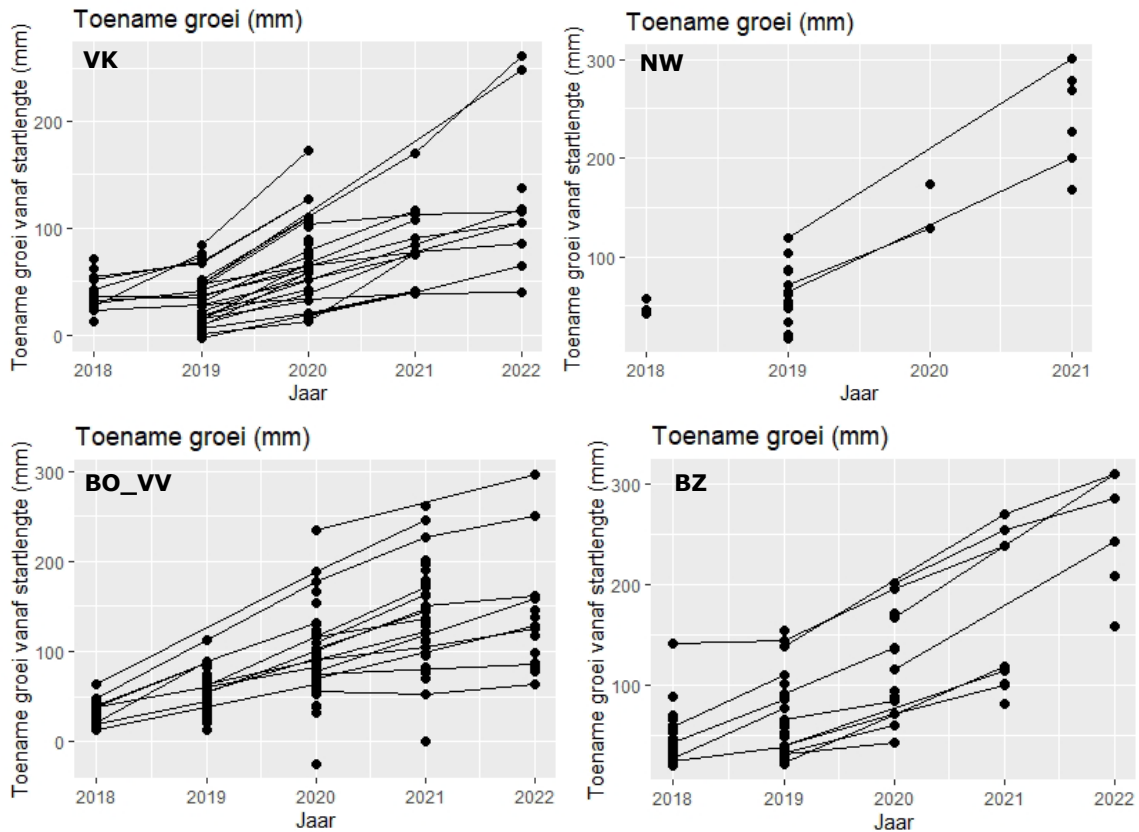 Toename groei (mm)
VK
Toename groei vanaf startlengte (mm)
200
100
0
2018 2019 2020 2021 2022
Jaar
Toename groei (mm)
NW
Toename groei vanaf startlengte (mm)
300
200
100
2018 2019 2020 2021
Jaar
Toename groei (mm)
BO_VV
Toename groei vanaf startlengte (mm)
300
200
100
0
2018 2019 2020 2021 2022
Jaar
Toename groei (mm)
BZ
Toename groei vanaf startlengte (mm)
300
200
100
2018 2019 2020 2021 2022
Jaar